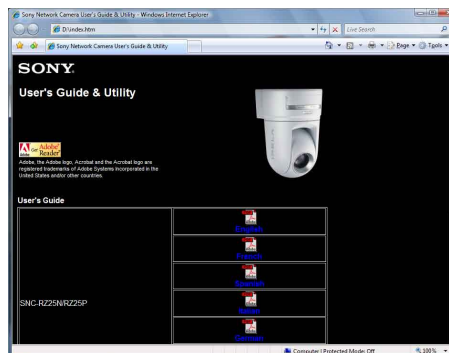 Sony Network Camera User's Guide & Utility - Windows Internet Explorer
D:\index.htm
Live Search
Sony Network Camera User's Guide & Utility
Page
Tools
SONY
User's Guide & Utility
Get Adobe Reader
Adobe
Adobe, the Adobe logo, Acrobat and the Acrobat logo are
registered trademarks of Adobe Systems Incorporated in the
United States and/or other countries.
User's Guide
English
French
Spanish
SNC-RZ25N/RZ25P
Italian
German
Computer | Protected Mode: Off
100%